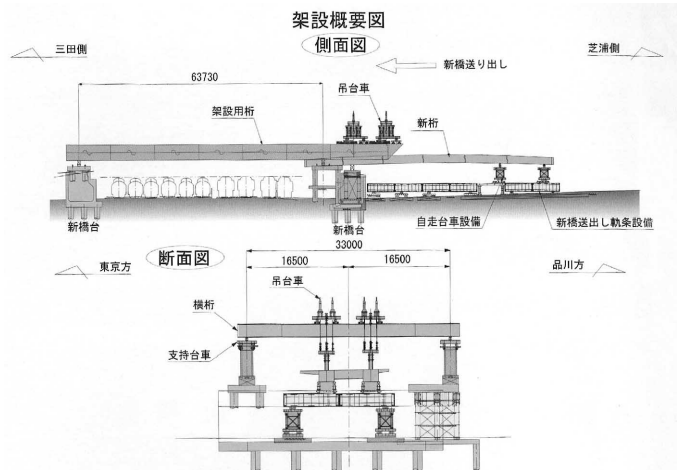 架設概要図
側面図
三田側
芝浦側
新橋送り出し
63730
吊台車
架設用桁
新桁
新橋台
新橋台
自走台車設備
新橋送出し軌条設備
断面図
33000
東京方
16500
16500
品川方
吊台車
横桁
支持台車